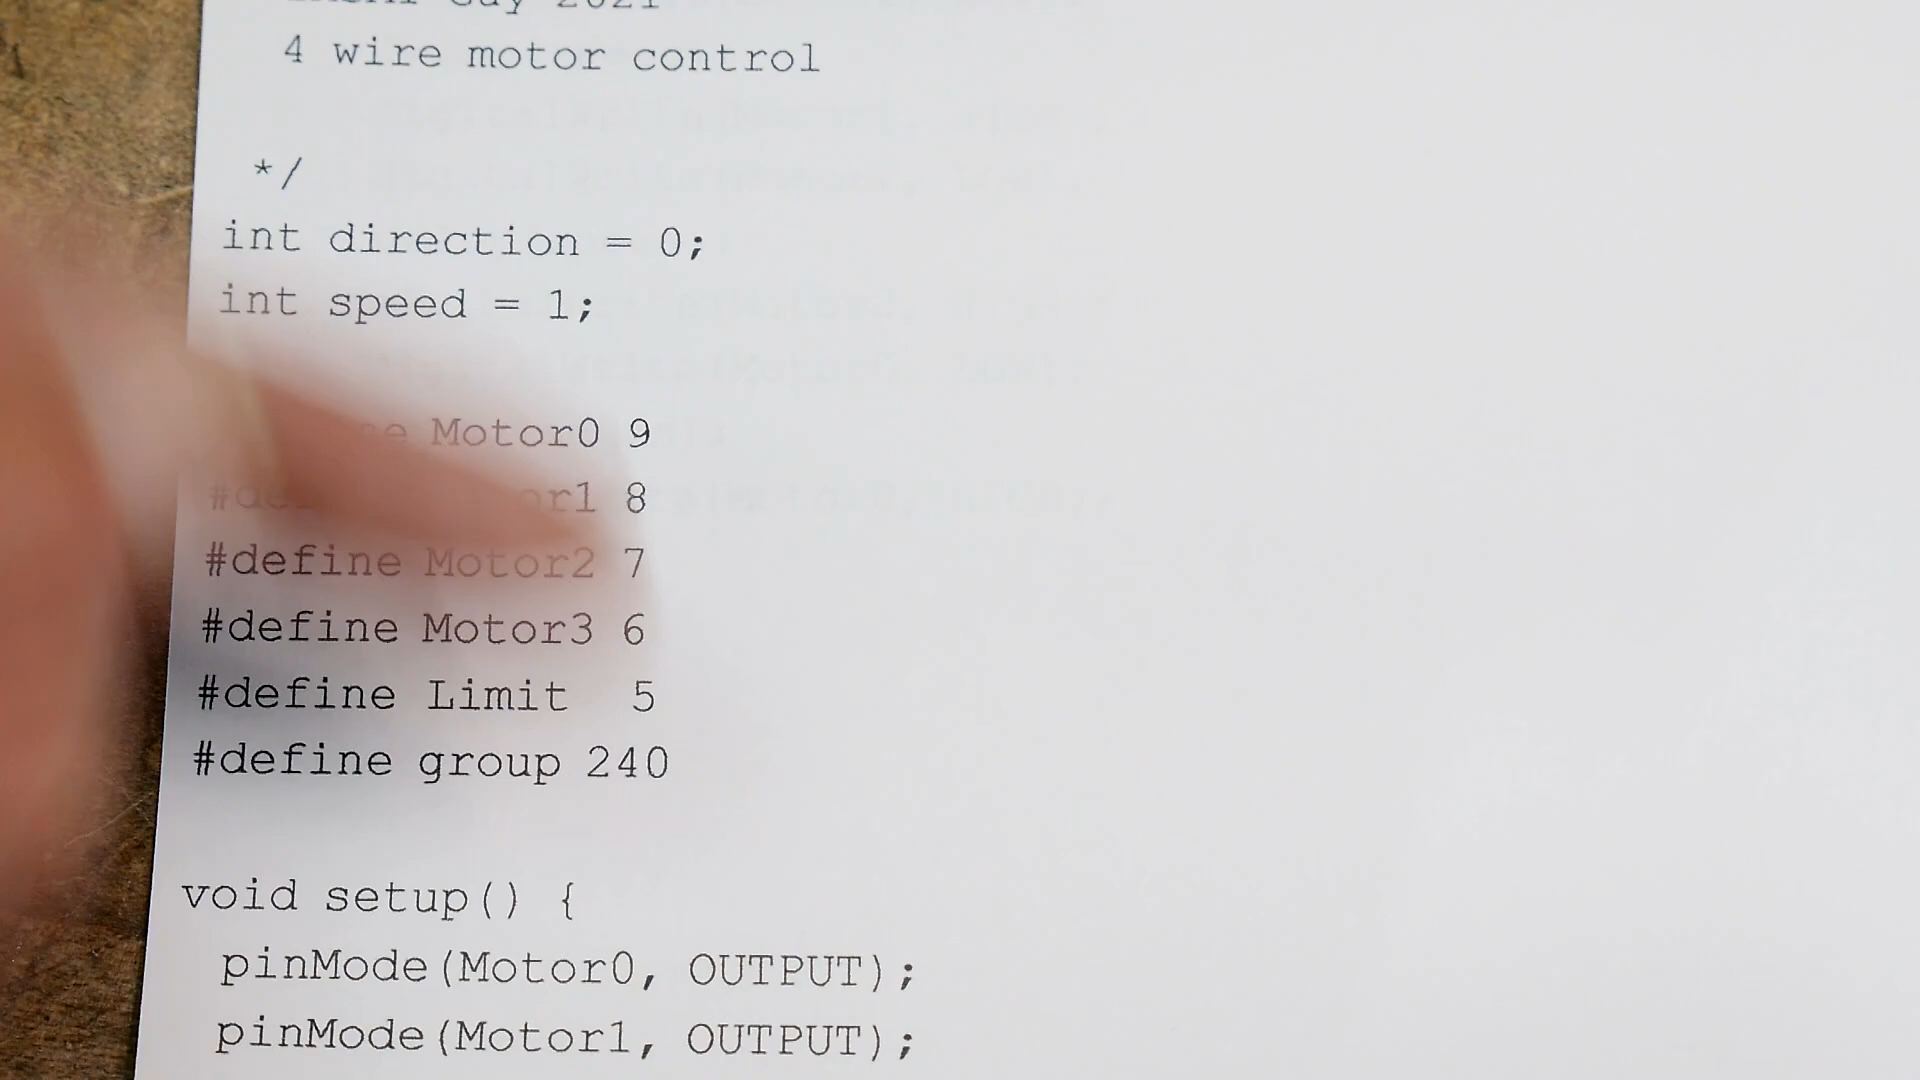 2021
4 wire motor control
*/
int direction = 0;
int speed = 1;
Motor0 9
8
#define Motor2 7
#define Motor3 6
#define Limit 5
#define group 240
void setup() {
pinMode(Motor0, OUTPUT);
pinMode(Motor1, OUTPUT);